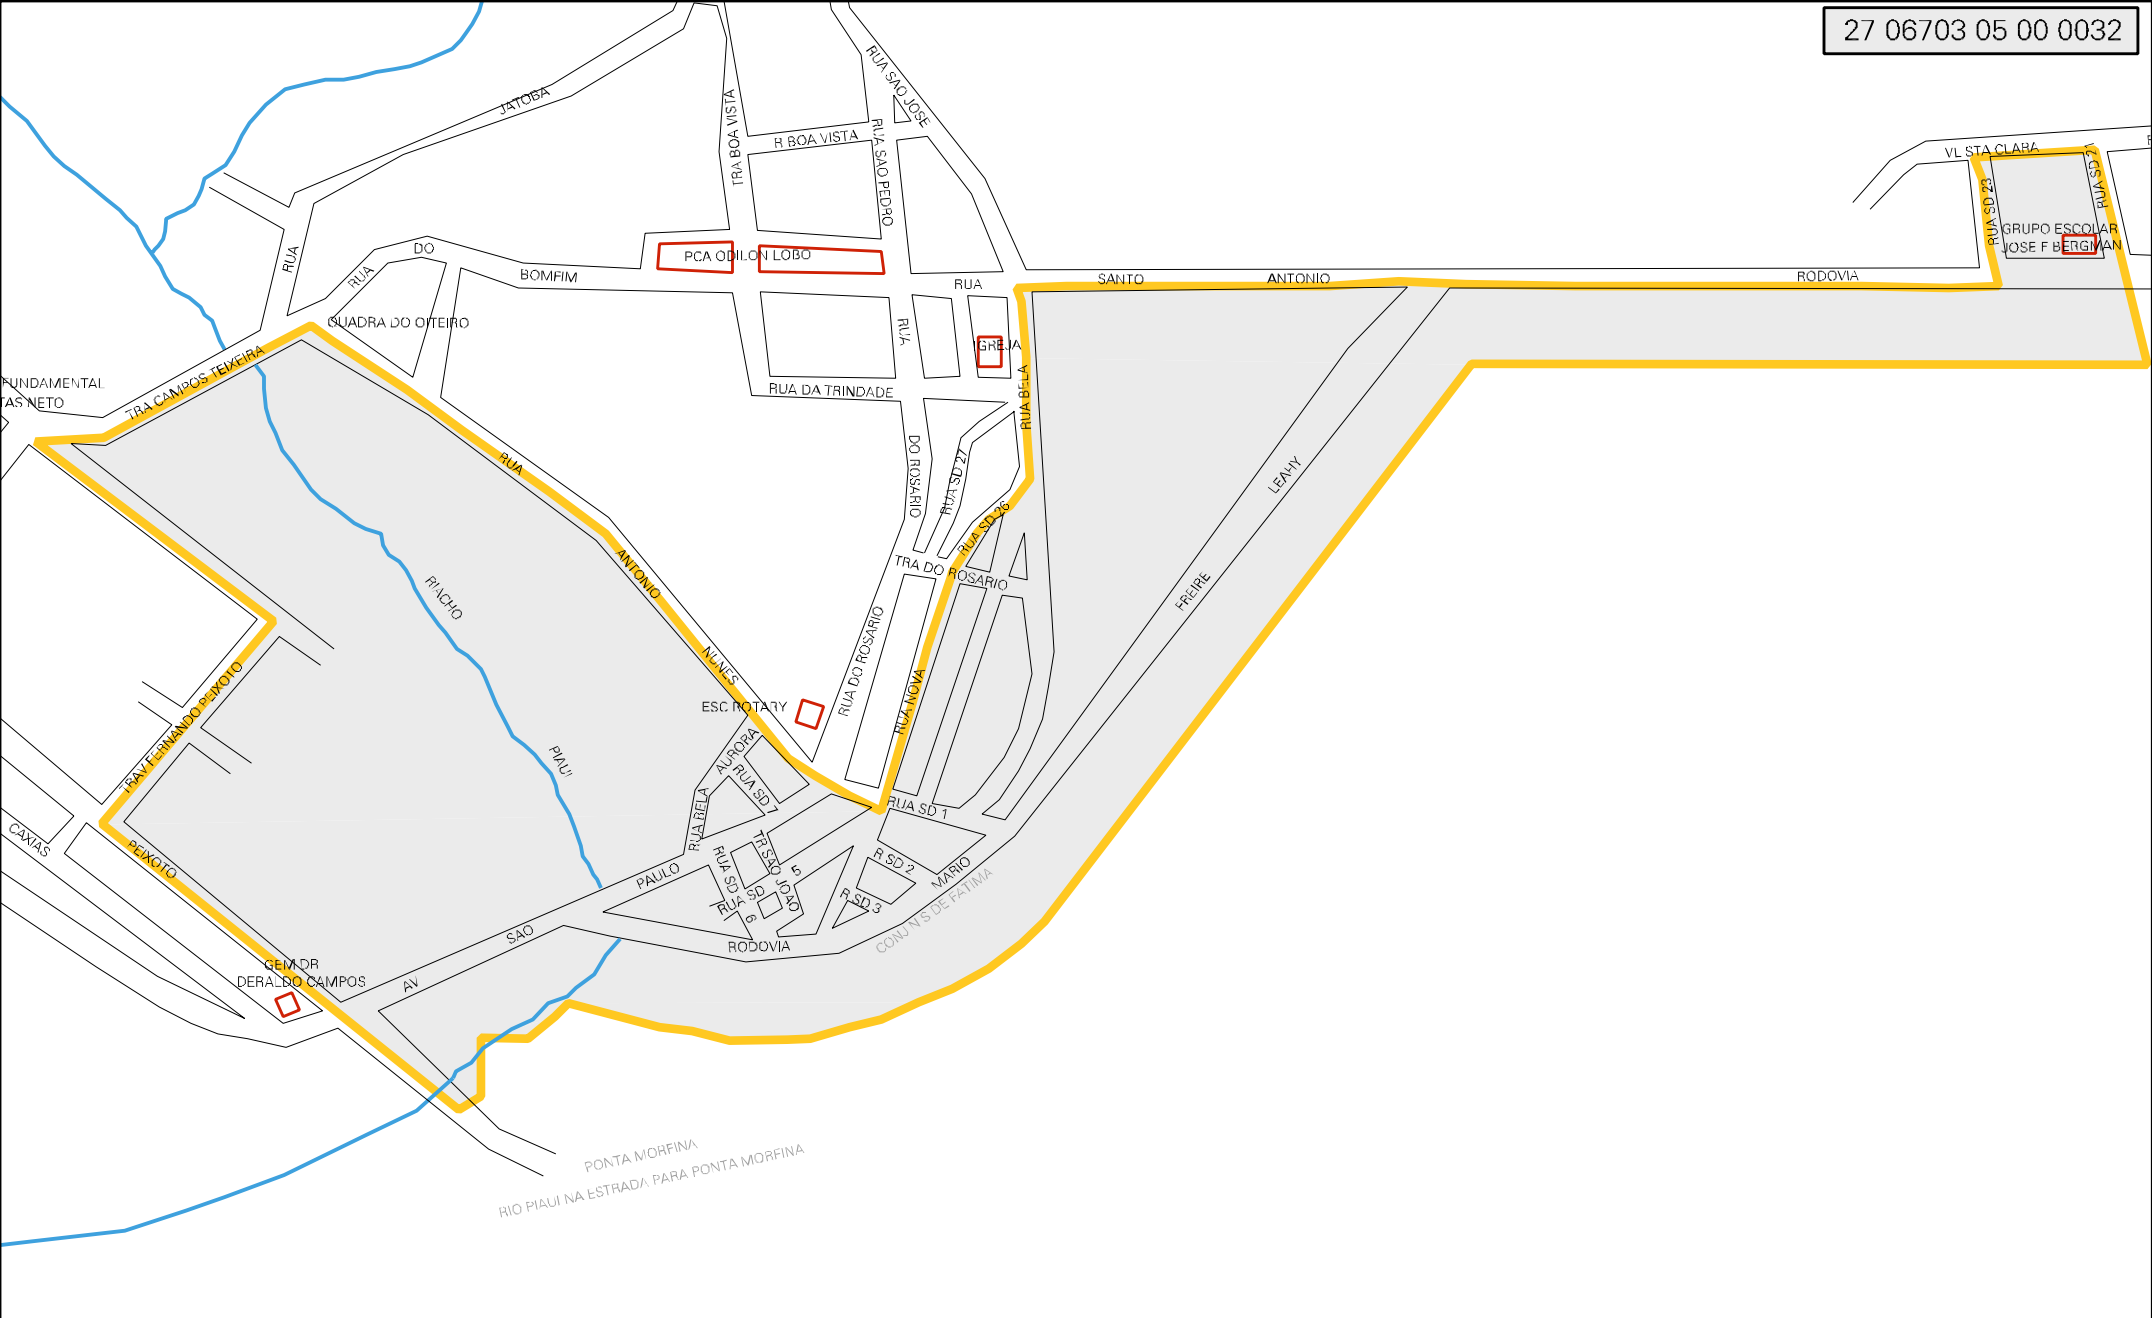 27 06703 05 00 0032
RUA SAO JOSE
JATOBA
TRA BOA VISTA
R BOA VISTA
RUA SAO PEDRO
VL STA CLARA
RUA SD 21
RUA SD 23
GRUPO ESCOLAR
JOSE F BERGMAN
RUA
RUA
DO
BOMFIM
PCA ODILON LOBO
RUA
SANTO
ANTONIO
RODOVIA
QUADRA DO OITEIRO
RUA
IGREJA
TRA CAMPOS TEIXEIRA
FUNDAMENTAL
TAS NETO
RUA DA TRINDADE
RUA BELA
RUA
DO ROSARIO
RUA SD 27
LEAHY
RUA SD 26
ANTONIO
TRA DO ROSARIO
RIACHO
FREIRE
NUNES
RUA DO ROSARIO
RUA NOVA
ESC ROTARY
TRAV FERNANDO PEIXOTO
PIAUI
AURORA
RUA SD 7
RUA BELA
RUA SD 1
CAXIAS
PEIXOTO
TR SAO JOAO
R SD 2
MARIO
PAULO
RUA SD 6
RUA SD 5
R SD 3
CONJ N S DE FATIMA
SAO
RODOVIA
GEM DR
DERALDO CAMPOS
AV
PONTA MORFINA
RIO PIAUI NA ESTRADA PARA PONTA MORFINA